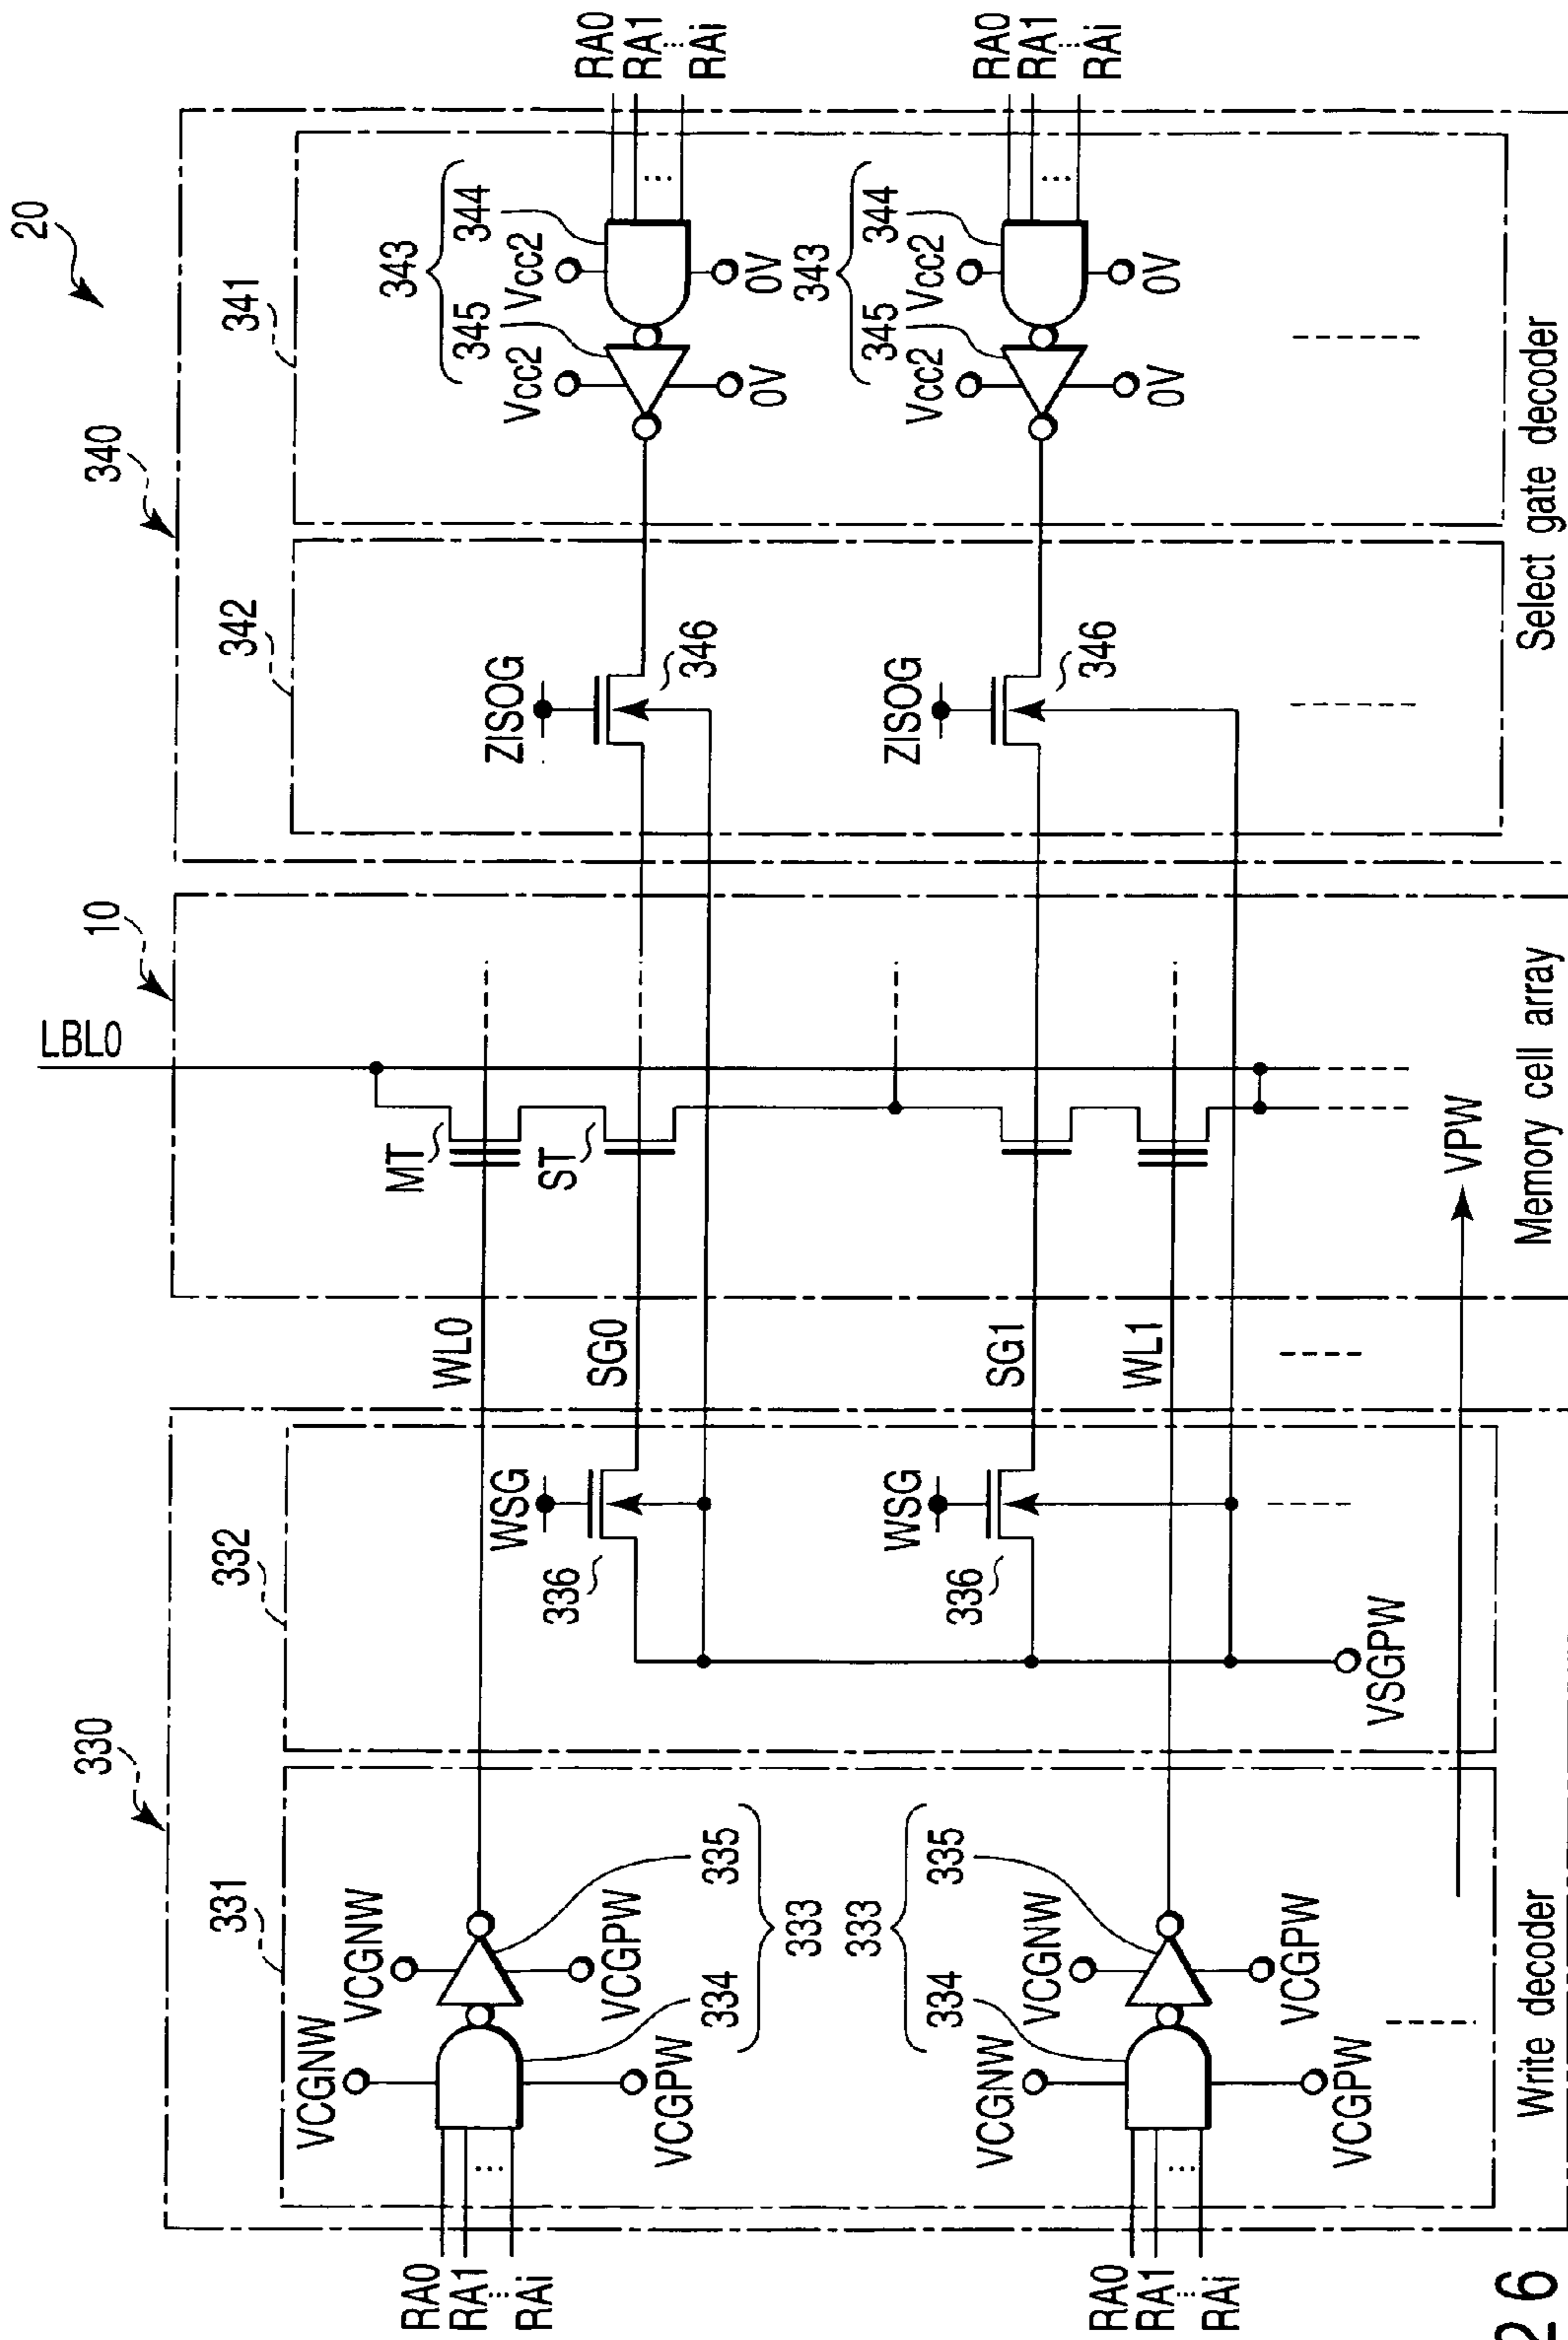 20
340
341
343
345
344
Vcc2
Vcc2
0V
0V
RA0
RA1
RAi
343
345
344
Vcc2
Vcc2
0V
0V
RA0
RA1
RAi
342
ZISOG
346
ZISOG
346
Select gate decoder
10
LBL0
MT
ST
VPW
Memory cell array
WL0
SG0
SG1
WL1
330
332
WSG
336
WSG
336
VSGPW
331
VCGNW
VCGNW
VCGPW
VCGPW
334
335
333
RA0
RA1
RAi
333
334
335
VCGNW
VCGNW
VCGPW
VCGPW
RA0
RA1
RAi
Write decoder
26